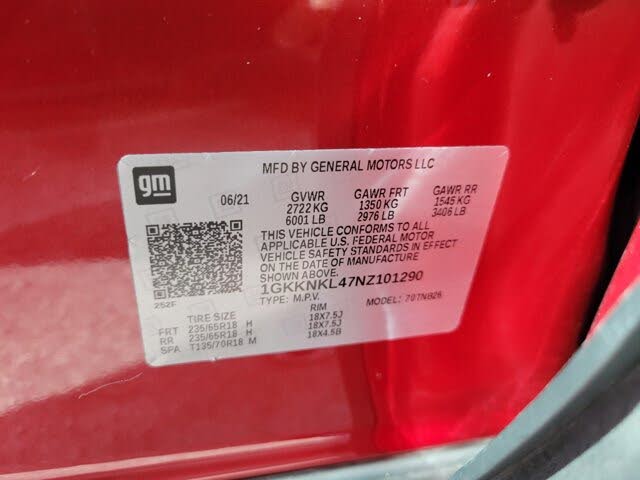 gm
MFD BY GENERAL MOTORS LLC
06/21 GVWR GAWR FRT GAWR RR
2722 KG 1350 KG 1545 KG
6001 LB 2976 LB 3406 LB
THIS VEHICLE CONFORMS TO ALL
APPLICABLE U.S. FEDERAL MOTOR
VEHICLE SAFETY STANDARDS IN EFFECT
ON THE DATE OF MANUFACTURE
SHOWN ABOVE.
1GKKNKL47NZ101290
252F TYPE: M.P.V. MODEL: 707NB26
TIRE SIZE RIM
FRT 235/65R18 H 18X7.5J
RR 235/65R18 H 18X7.5J
SPA T135/70R18 M 18X4.5B